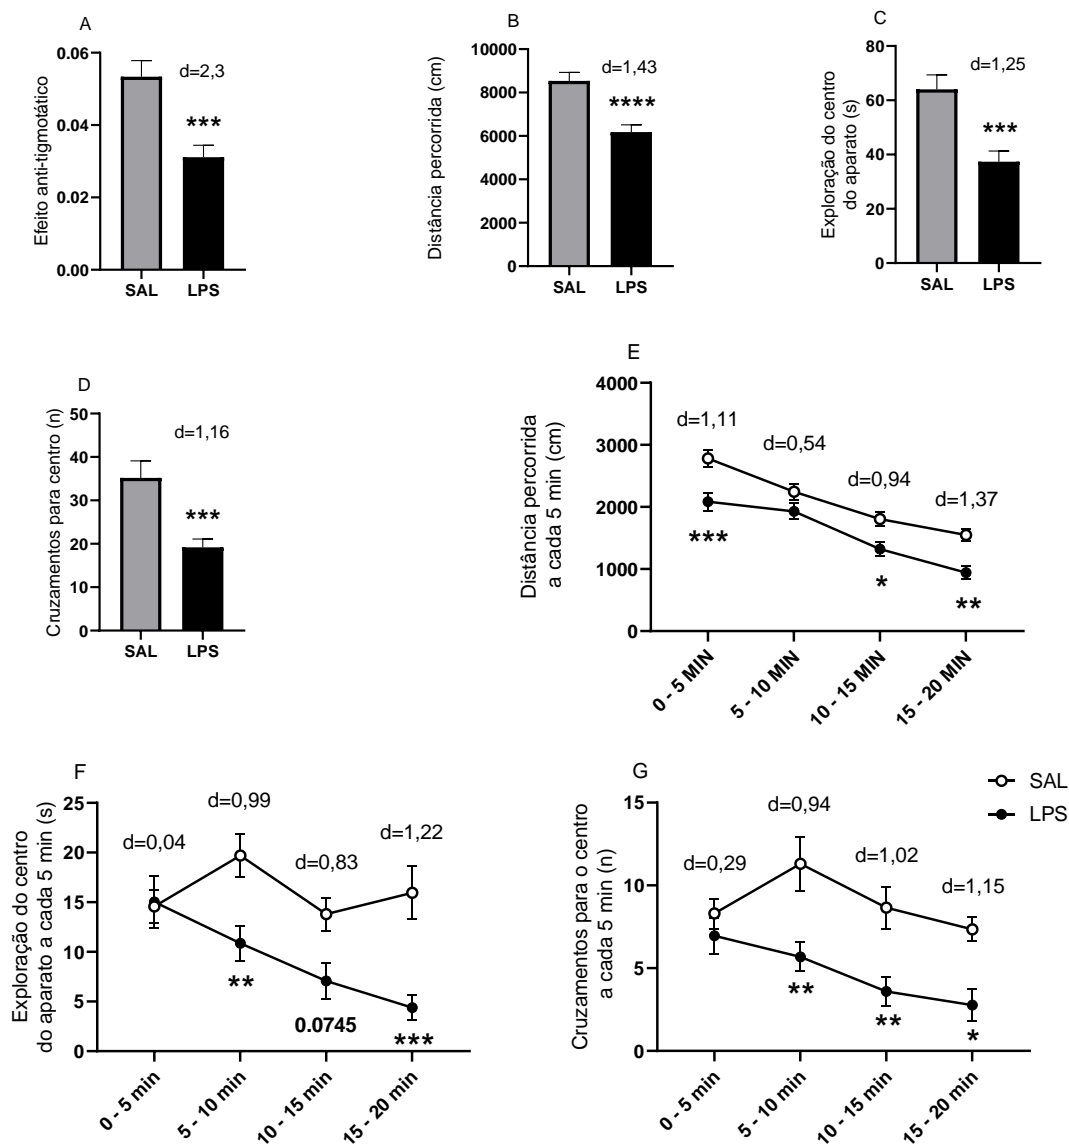 A
Efeito anti-tigmotático
0.06
0.04
0.02
0.00
d=2,3
***
SAL
LPS
B
Distância percorrida (cm)
10000
8000
6000
4000
2000
0
d=1,43
****
SAL
LPS
C
Exploração do centro
do aparato (s)
80
60
40
20
0
d=1,25
***
SAL
LPS
D
Cruzamentos para centro (n)
50
40
30
20
10
0
d=1,16
***
SAL
LPS
E
Distância percorrida
a cada 5 min (cm)
4000
3000
2000
1000
0
d=1,11
d=0,54
d=0,94
d=1,37
***
*
**
0 - 5 MIN
5 - 10 MIN
10 - 15 MIN
15 - 20 MIN
F
Exploração do centro
do aparato a cada 5 min (s)
25
20
15
10
5
0
d=0,04
d=0,99
d=0,83
d=1,22
**
0.0745
***
0 - 5 min
5 - 10 min
10 - 15 min
15 - 20 min
G
Cruzamentos para o centro
a cada 5 min (n)
15
10
5
0
d=0,29
d=0,94
d=1,02
d=1,15
**
**
*
0 - 5 min
5 - 10 min
10 - 15 min
15 - 20 min
SAL
LPS